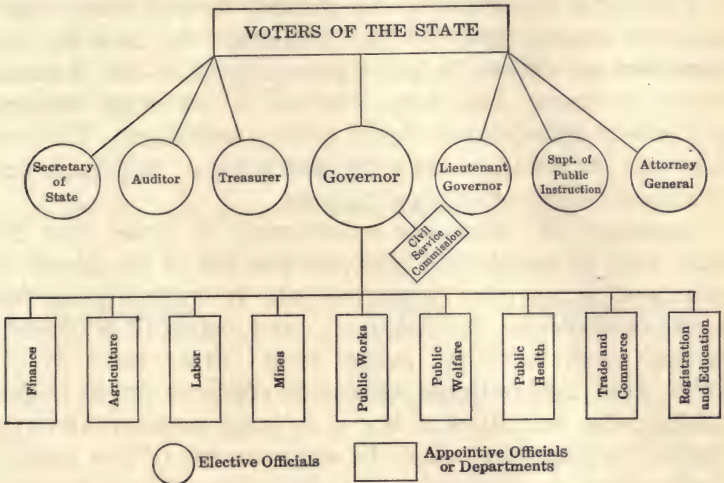 VOTERS OF THE STATE
Secretary
of
State
Auditor
Treasurer
Governor
Lieutenant
Governor
Supt. of
Public
Instruction
Attorney
General
Civil
Service
Commission
Finance
Agriculture
Labor
Mines
Public Works
Public
Welfare
Public
Health
Trade and
Commerce
Registration
and Education
Elective Officials
Appointive Officials
or Departments